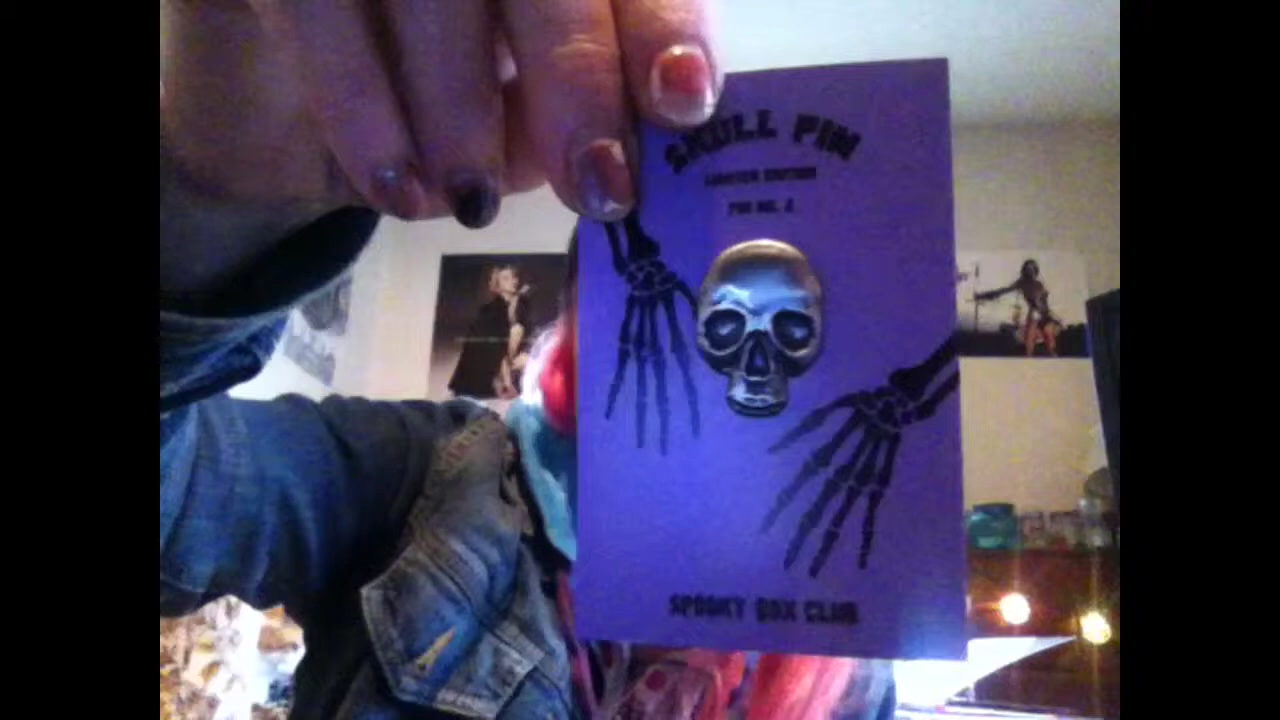 SKULL PIN
LIMITED EDITION
PIN NO. 2
SPOOKY BOX CLUB